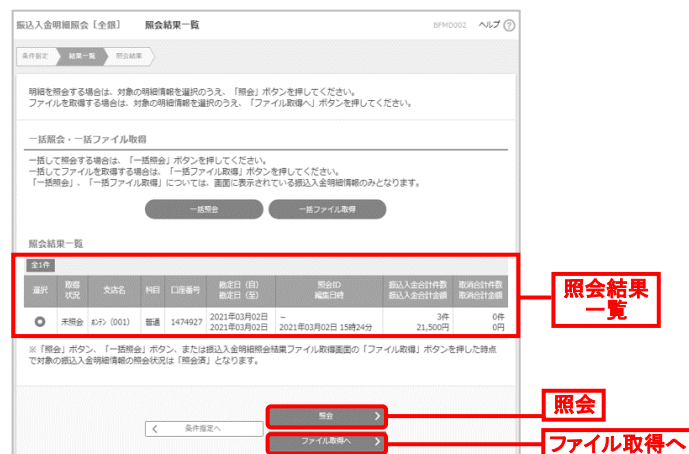 振込入金明細照会［全銀］ 照会結果一覧 BFMD002 ヘルプ ?
条件指定 結果一覧 照会結果
明細を照会する場合は、対象の明細情報を選択のうえ、「照会」ボタンを押してください。
ファイルを取得する場合は、対象の明細情報を選択のうえ、「ファイル取得へ」ボタンを押してください。
一括照会・一括ファイル取得
一括して照会する場合は、「一括照会」ボタンを押してください。
一括してファイルを取得する場合は、「一括ファイル取得」ボタンを押してください。
「一括照会」、「一括ファイル取得」については、画面に表示されている振込入金明細情報のみとなります。
一括照会 一括ファイル取得
照会結果一覧
全1件
選択 取得状況 支店名 科目 口座番号 勘定日（自） 勘定日（至） 照会ID 編集日時 振込入金合計件数 振込入金合計金額 取消合計件数 取消合計金額
未照会 ﾎﾝﾃﾝ（001） 普通 1474927 2021年03月02日 2021年03月02日 － 2021年03月02日 15時24分 3件 21,500円 0件 0円
※「照会」ボタン、「一括照会」ボタン、または振込入金明細照会結果ファイル取得画面の「ファイル取得」ボタンを押した時点
で対象の振込入金明細情報の照会状況は「照会済」となります。
照会結果
一覧
照会
条件指定へ
ファイル取得へ
照会
ファイル取得へ